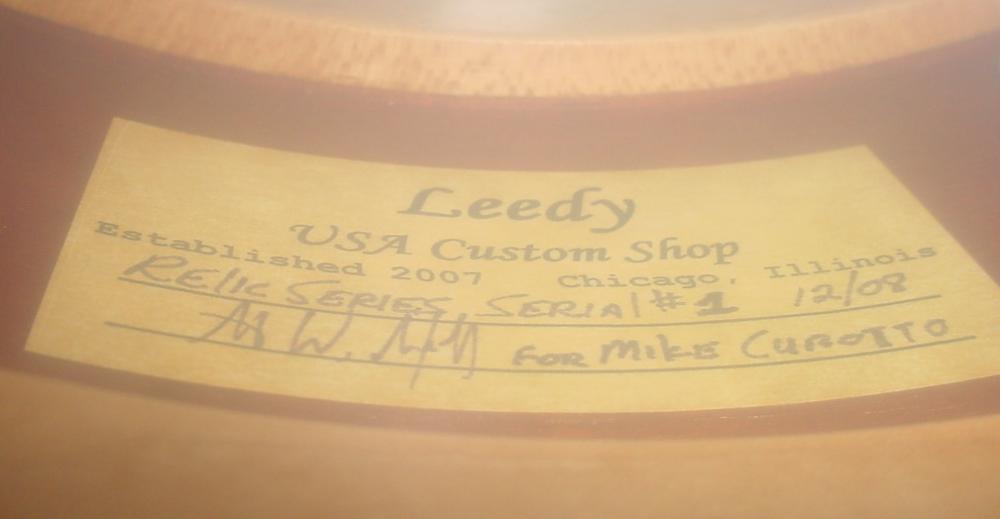 Leedy
USA Custom Shop
Established 2007 Chicago, Illinois
RElic SERIES, SERIAl #1 12/08
FOR MIKE CUROTTO